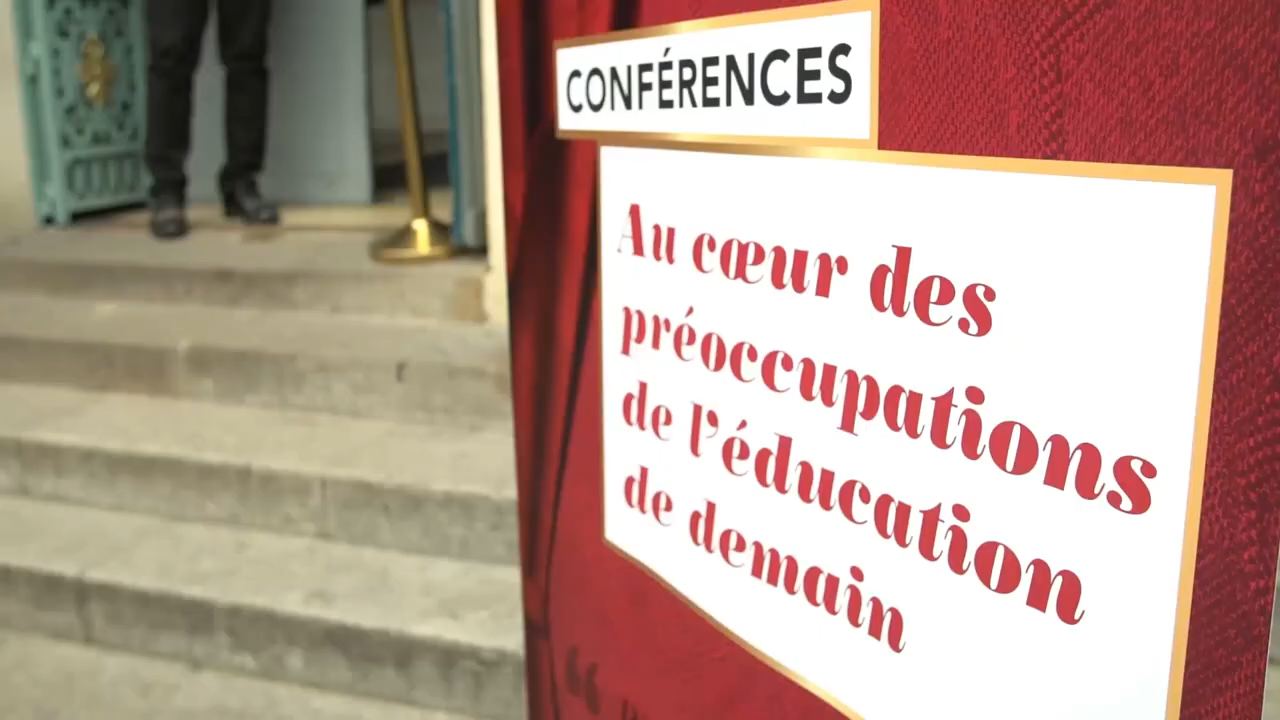 CONFÉRENCES
Au cœur des
préoccupations
de l'éducation
de demain
“